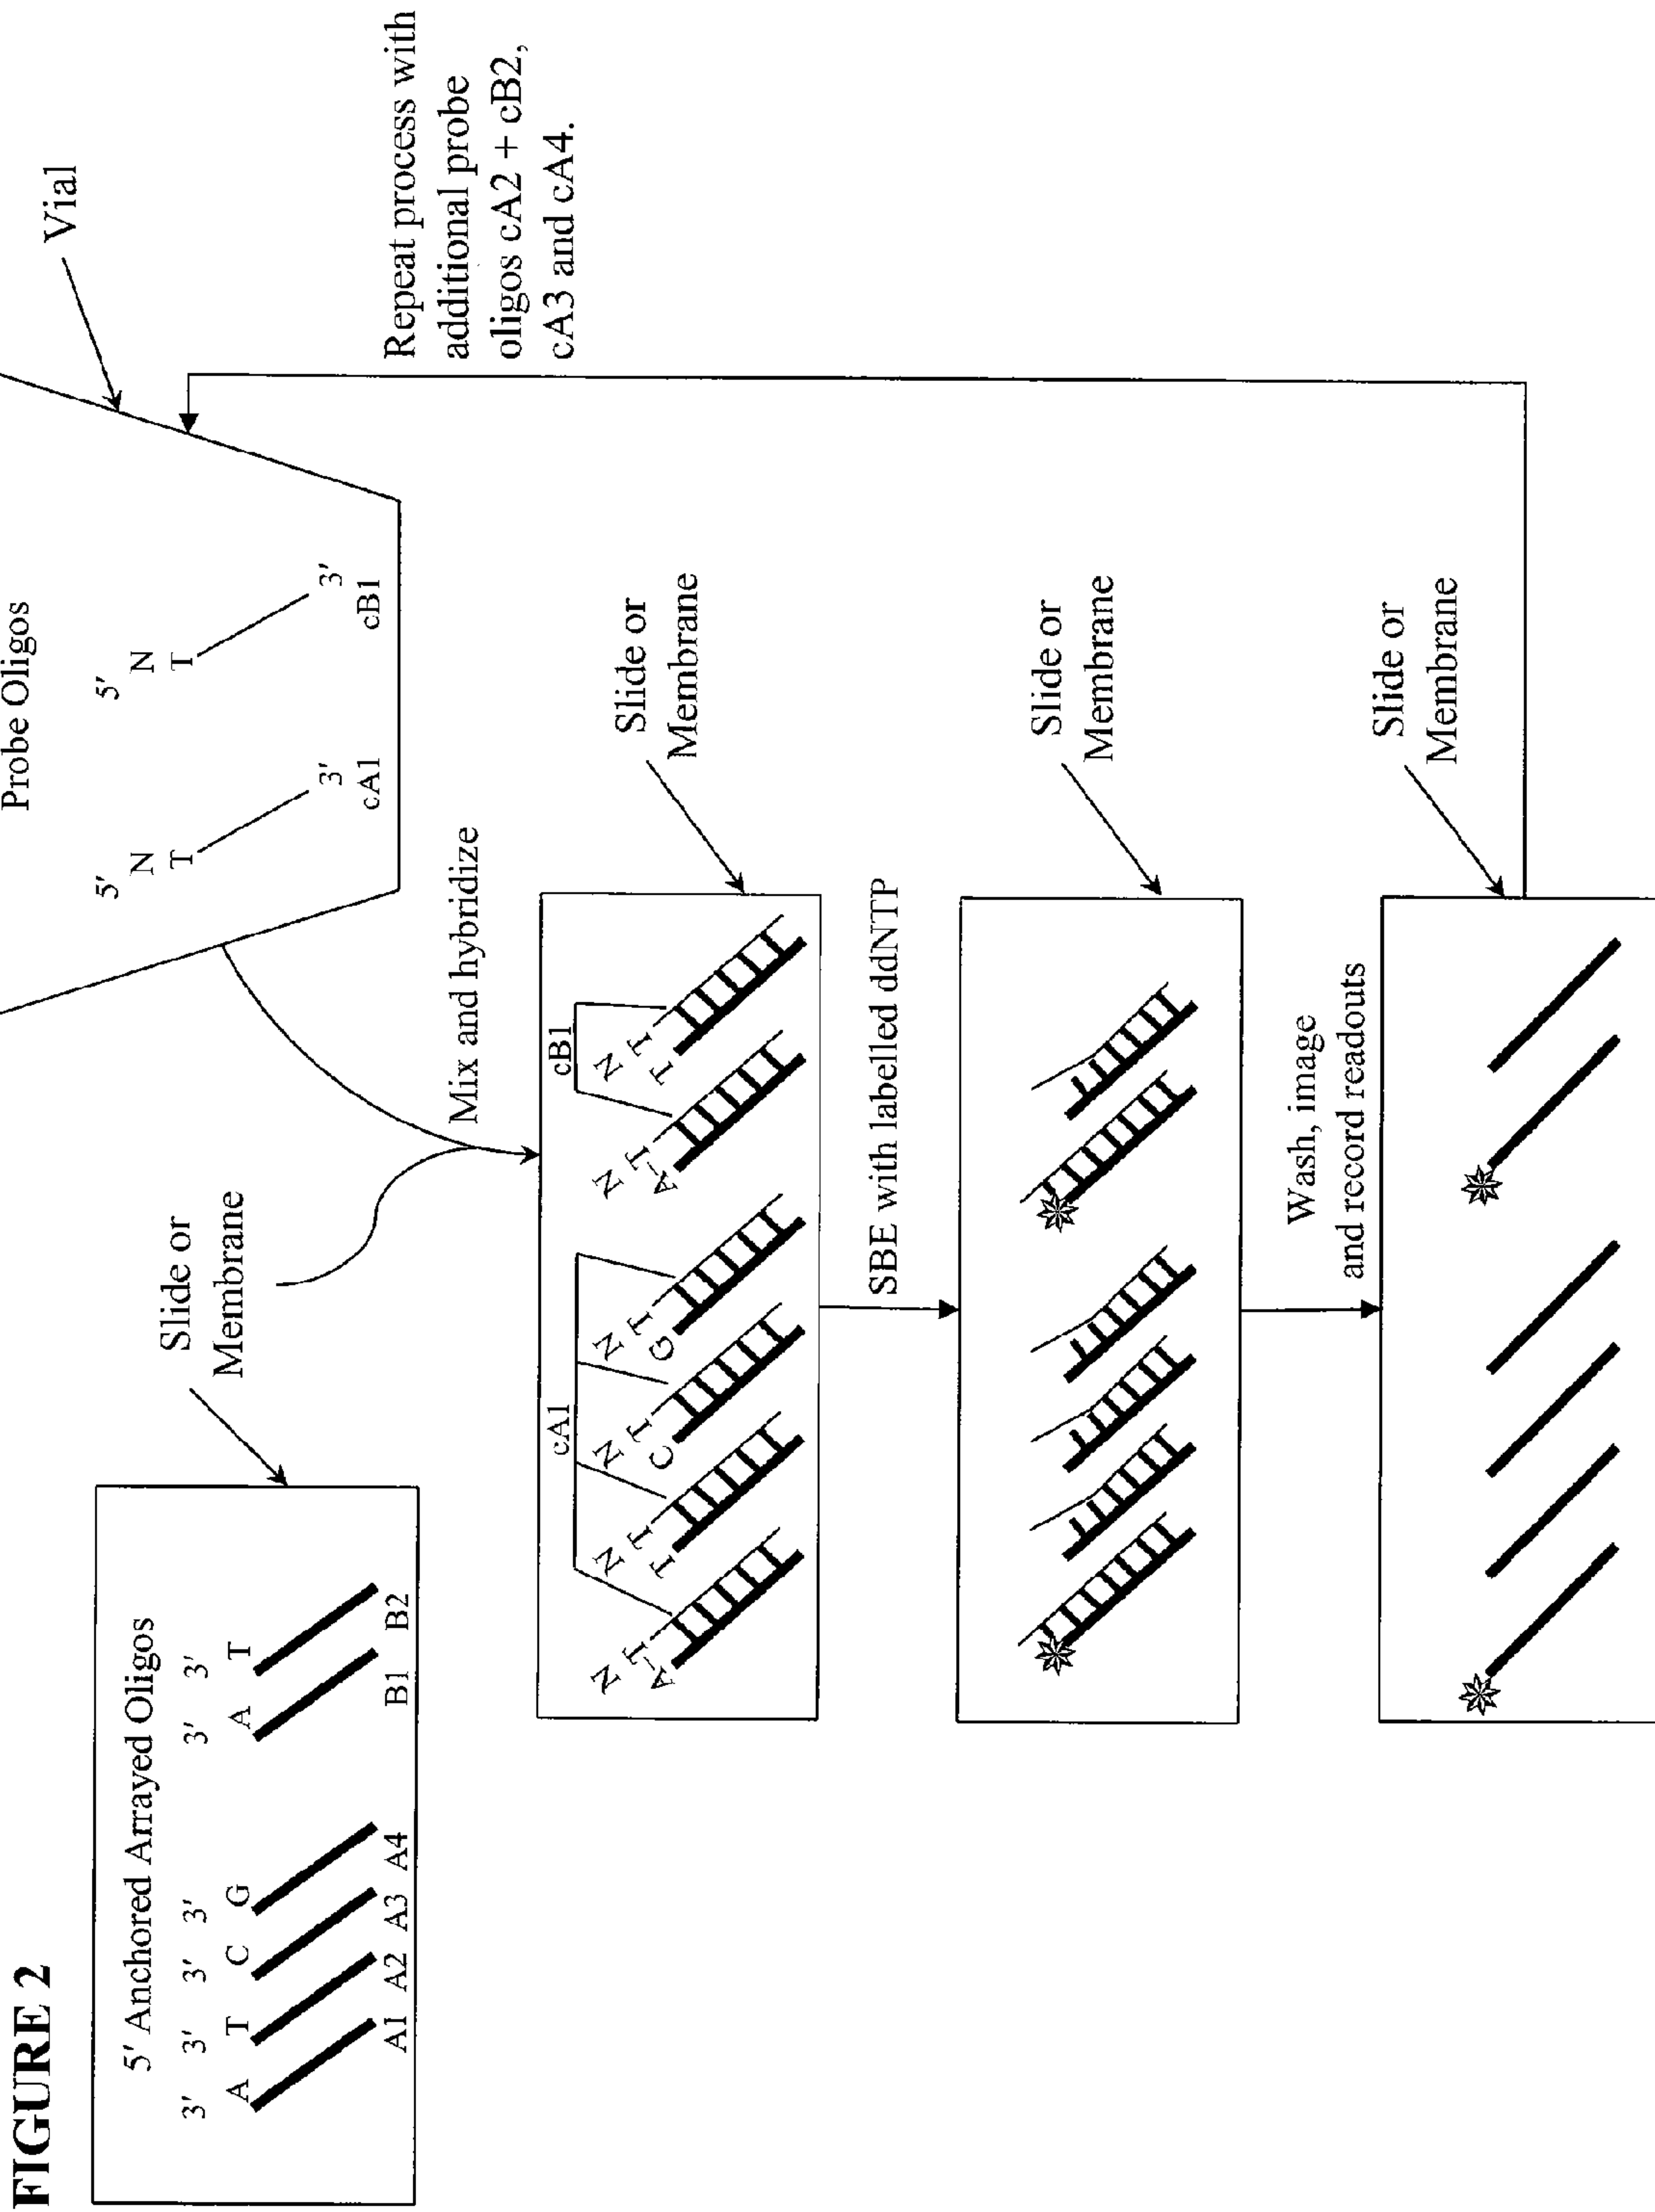 FIGURE 2
5' Anchored Arrayed Oligos
3' 3' 3' 3' 3' 3'
A T C G A T
A1 A2 A3 A4 B1 B2
Slide or
Membrane
Probe Oligos
5' 5'
N N
T T
3' 3'
cA1 cB1
Vial
Mix and hybridize
Repeat process with
additional probe
oligos cA2 + cB2,
cA3 and cA4.
cA1 cB1
N N N N N N
A-T T T C T G T A-T T T
Slide or
Membrane
SBE with labelled ddNTP
Slide or
Membrane
Wash, image
and record readouts
Slide or
Membrane